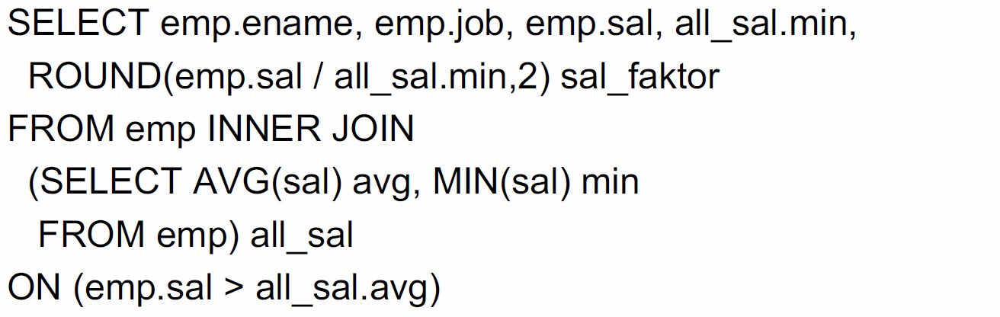 SELECT emp.ename, emp.job, emp.sal, all_sal.min,
ROUND(emp.sal / all_sal.min,2) sal_faktor
FROM emp INNER JOIN
(SELECT AVG(sal) avg, MIN(sal) min
FROM emp) all_sal
ON (emp.sal > all_sal.avg)